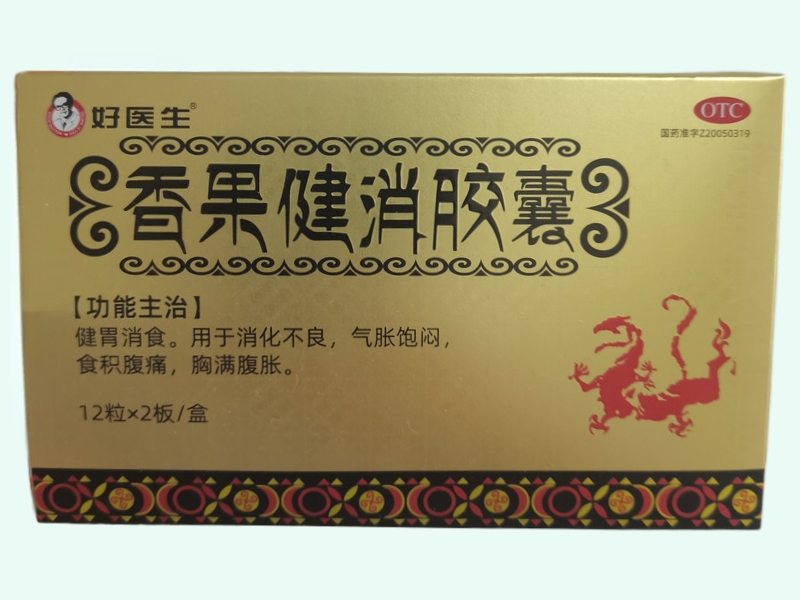 好医生®
OTC
国药准字Z20050319
香果健消胶囊
【功能主治】
健胃消食。用于消化不良，气胀饱闷，
食积腹痛，胸满腹胀。
12粒×2板/盒